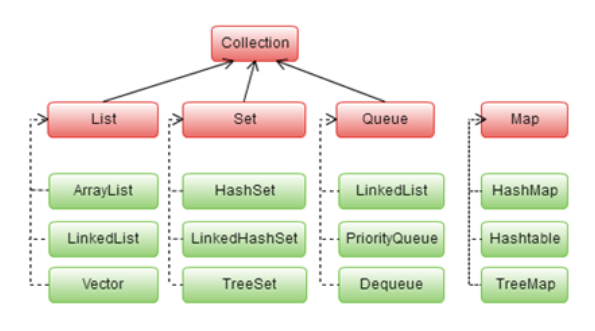 Collection
List
Set
Queue
Map
ArrayList
HashSet
LinkedList
HashMap
LinkedList
LinkedHashSet
PriorityQueue
Hashtable
Vector
TreeSet
Dequeue
TreeMap